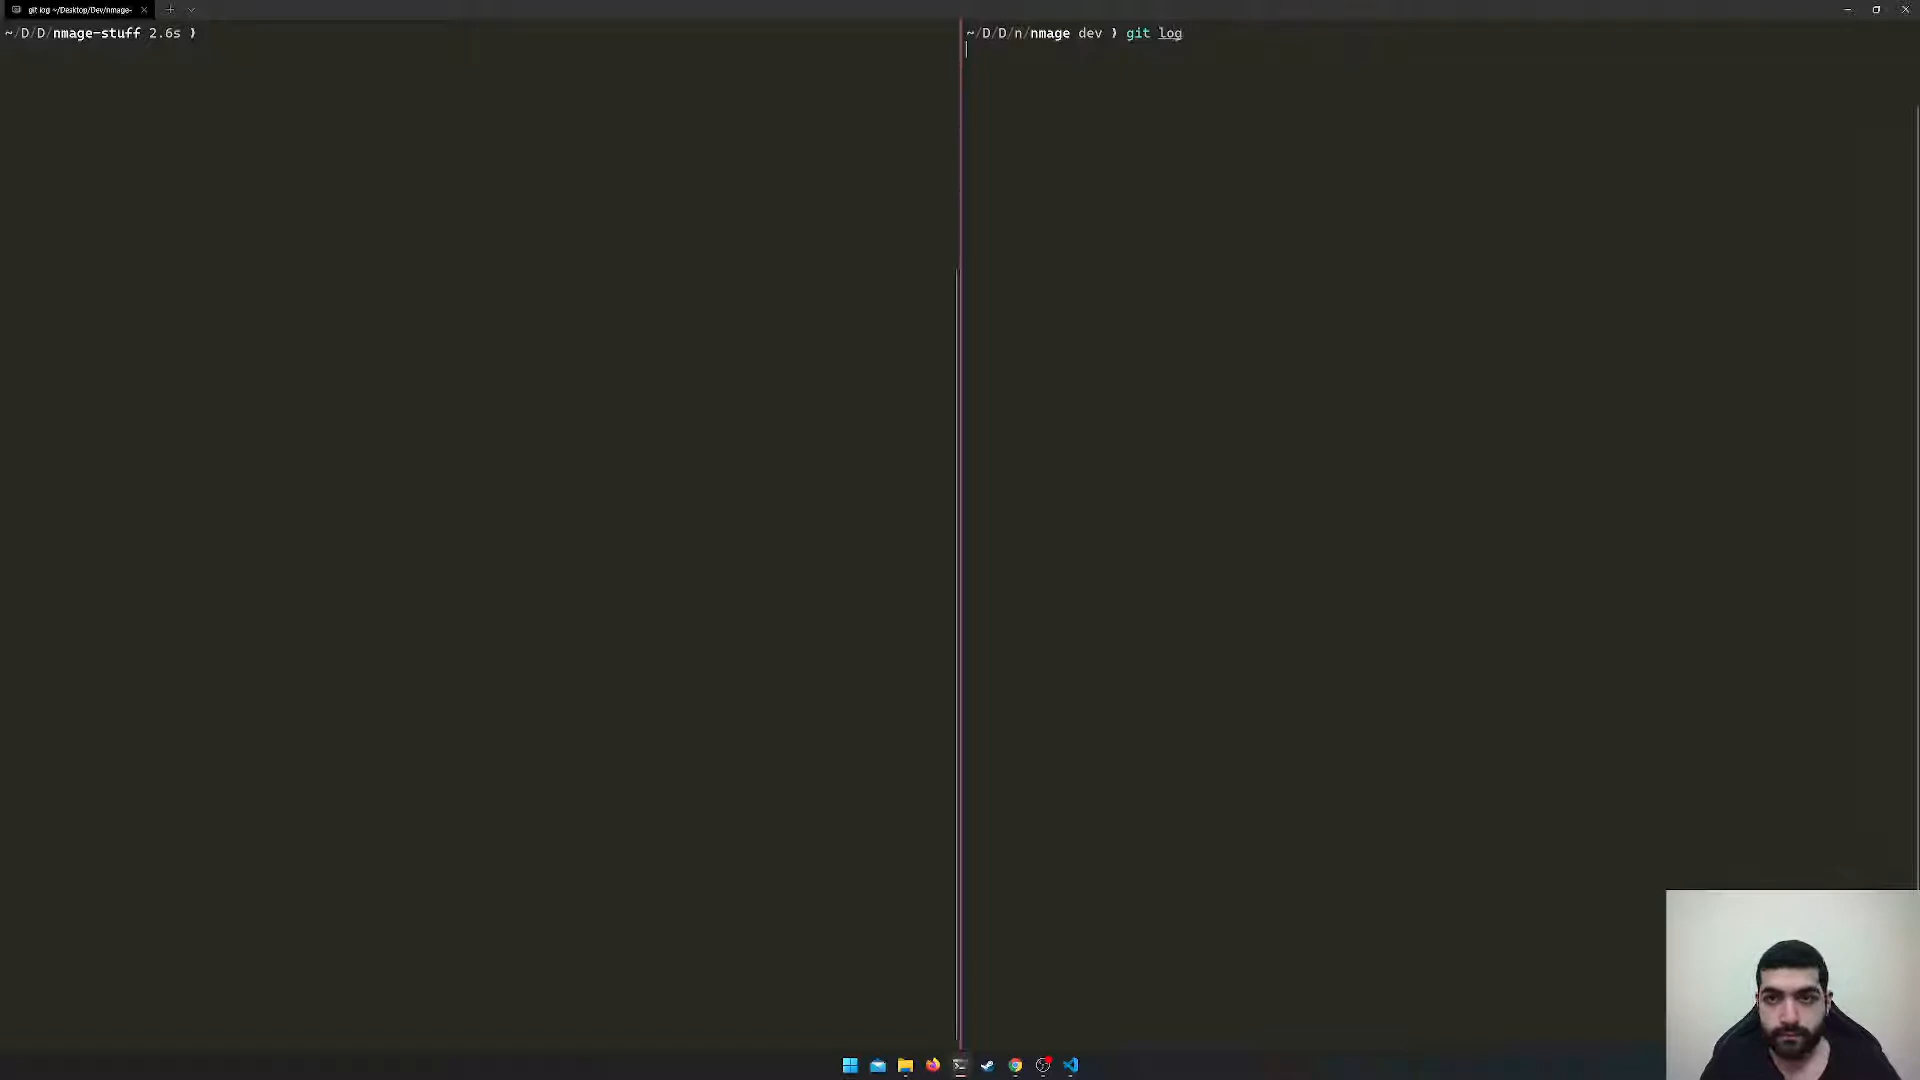 git log ~/Desktop/Dev/nmage-
~/D/D/nmage-stuff 2.6s ⟩
~/D/D/n/nmage dev ⟩ git log